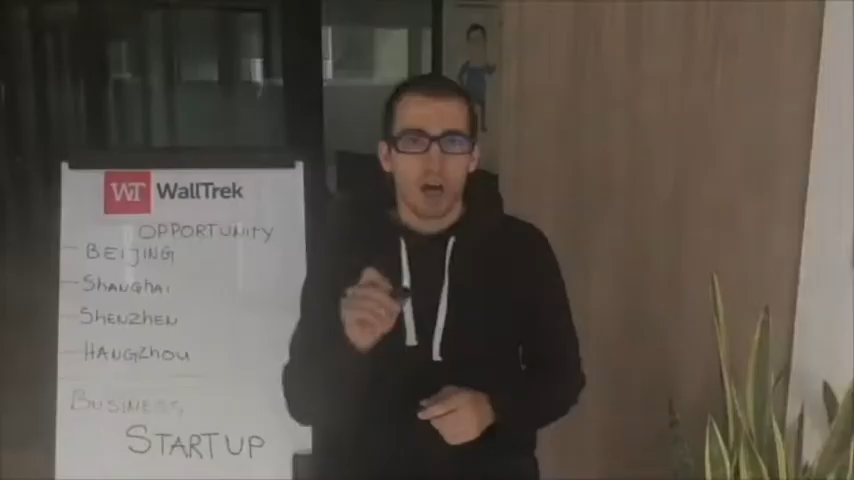 WT WallTrek
OPPORTUNITY
- BEIJING
- SHANGHAI
- SHENZHEN
- HANGZHOU
BUSINESS
STARTUP